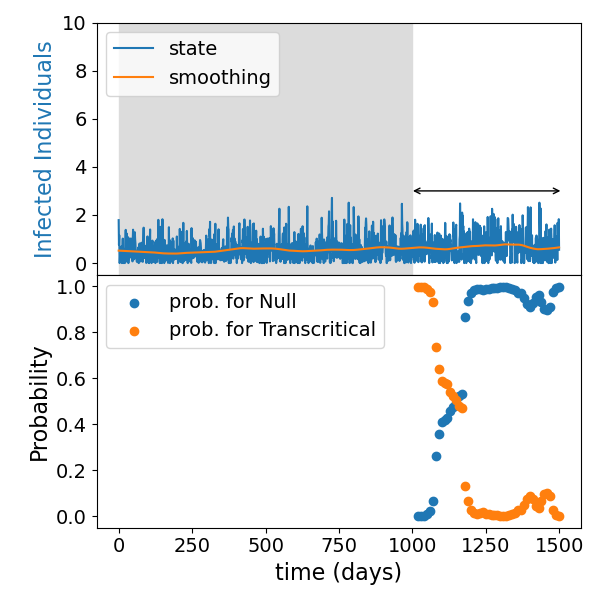 Infected Individuals
10
8
6
4
2
0
state
smoothing
Probability
1.0
0.8
0.6
0.4
0.2
0.0
prob. for Null
prob. for Transcritical
0 250 500 750 1000 1250 1500
time (days)